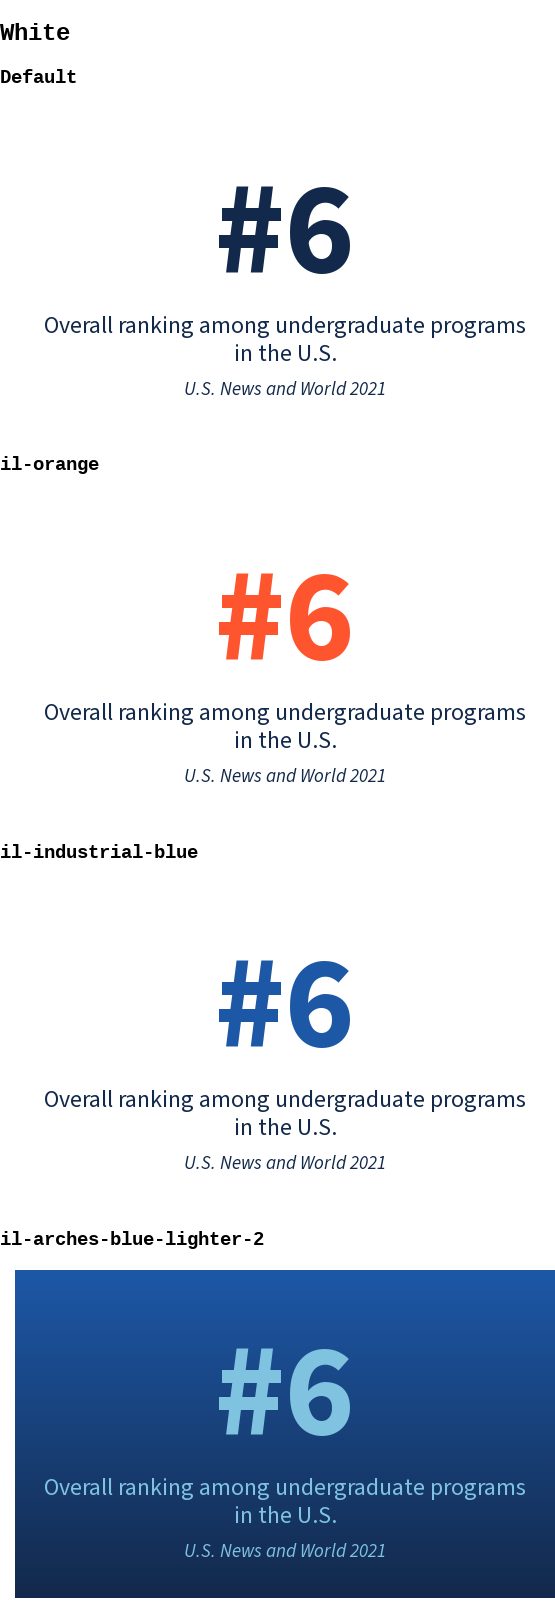 White
Default
#6
Overall ranking among undergraduate programs
in the U.S.
U.S. News and World 2021
il-orange
#6
Overall ranking among undergraduate programs
in the U.S.
U.S. News and World 2021
il-industrial-blue
#6
Overall ranking among undergraduate programs
in the U.S.
U.S. News and World 2021
il-arches-blue-lighter-2
#6
Overall ranking among undergraduate programs
in the U.S.
U.S. News and World 2021